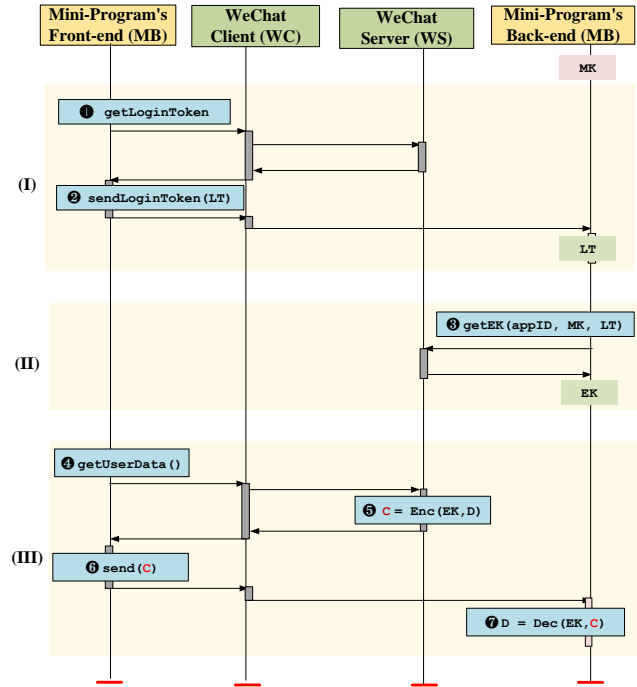 Mini-Program's
Front-end (MB)
WeChat
Client (WC)
WeChat
Server (WS)
Mini-Program's
Back-end (MB)
MK
❶ getLoginToken
(I)
❷ sendLoginToken(LT)
LT
❸ getEK(appID, MK, LT)
(II)
EK
❹ getUserData()
❺ C = Enc(EK,D)
(III)
❻ send(C)
❼ D = Dec(EK,C)